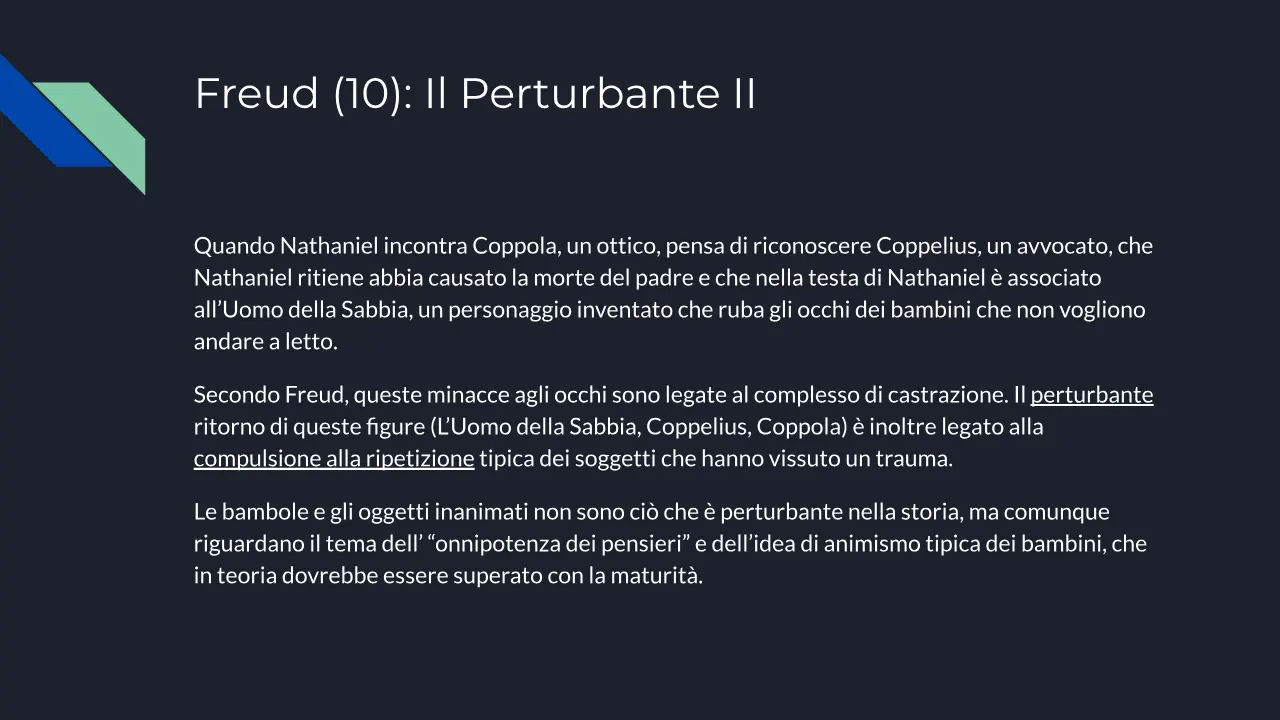 Freud (10): Il Perturbante II
Quando Nathaniel incontra Coppola, un ottico, pensa di riconoscere Coppelius, un avvocato, che
Nathaniel ritiene abbia causato la morte del padre e che nella testa di Nathaniel è associato
all’Uomo della Sabbia, un personaggio inventato che ruba gli occhi dei bambini che non vogliono
andare a letto.
Secondo Freud, queste minacce agli occhi sono legate al complesso di castrazione. Il perturbante
ritorno di queste figure (L’Uomo della Sabbia, Coppelius, Coppola) è inoltre legato alla
compulsione alla ripetizione tipica dei soggetti che hanno vissuto un trauma.
Le bambole e gli oggetti inanimati non sono ciò che è perturbante nella storia, ma comunque
riguardano il tema dell’ “onnipotenza dei pensieri” e dell’idea di animismo tipica dei bambini, che
in teoria dovrebbe essere superato con la maturità.